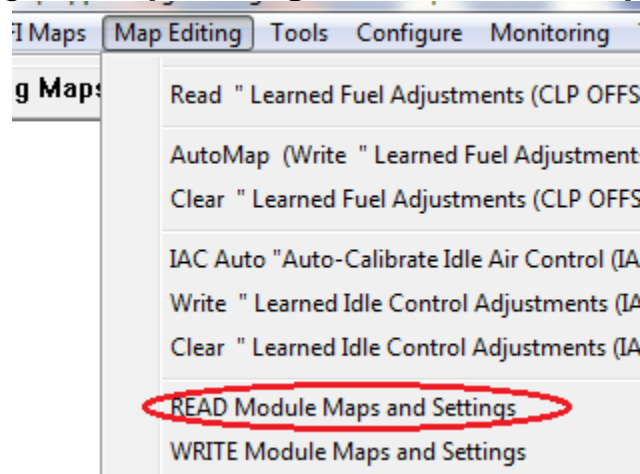 FI Maps Map Editing Tools Configure Monitoring
g Maps
Read " Learned Fuel Adjustments (CLP OFFS
AutoMap (Write " Learned Fuel Adjustments
Clear " Learned Fuel Adjustments (CLP OFFS
IAC Auto "Auto-Calibrate Idle Air Control (IA
Write " Learned Idle Control Adjustments (IA
Clear " Learned Idle Control Adjustments (IA
READ Module Maps and Settings
WRITE Module Maps and Settings